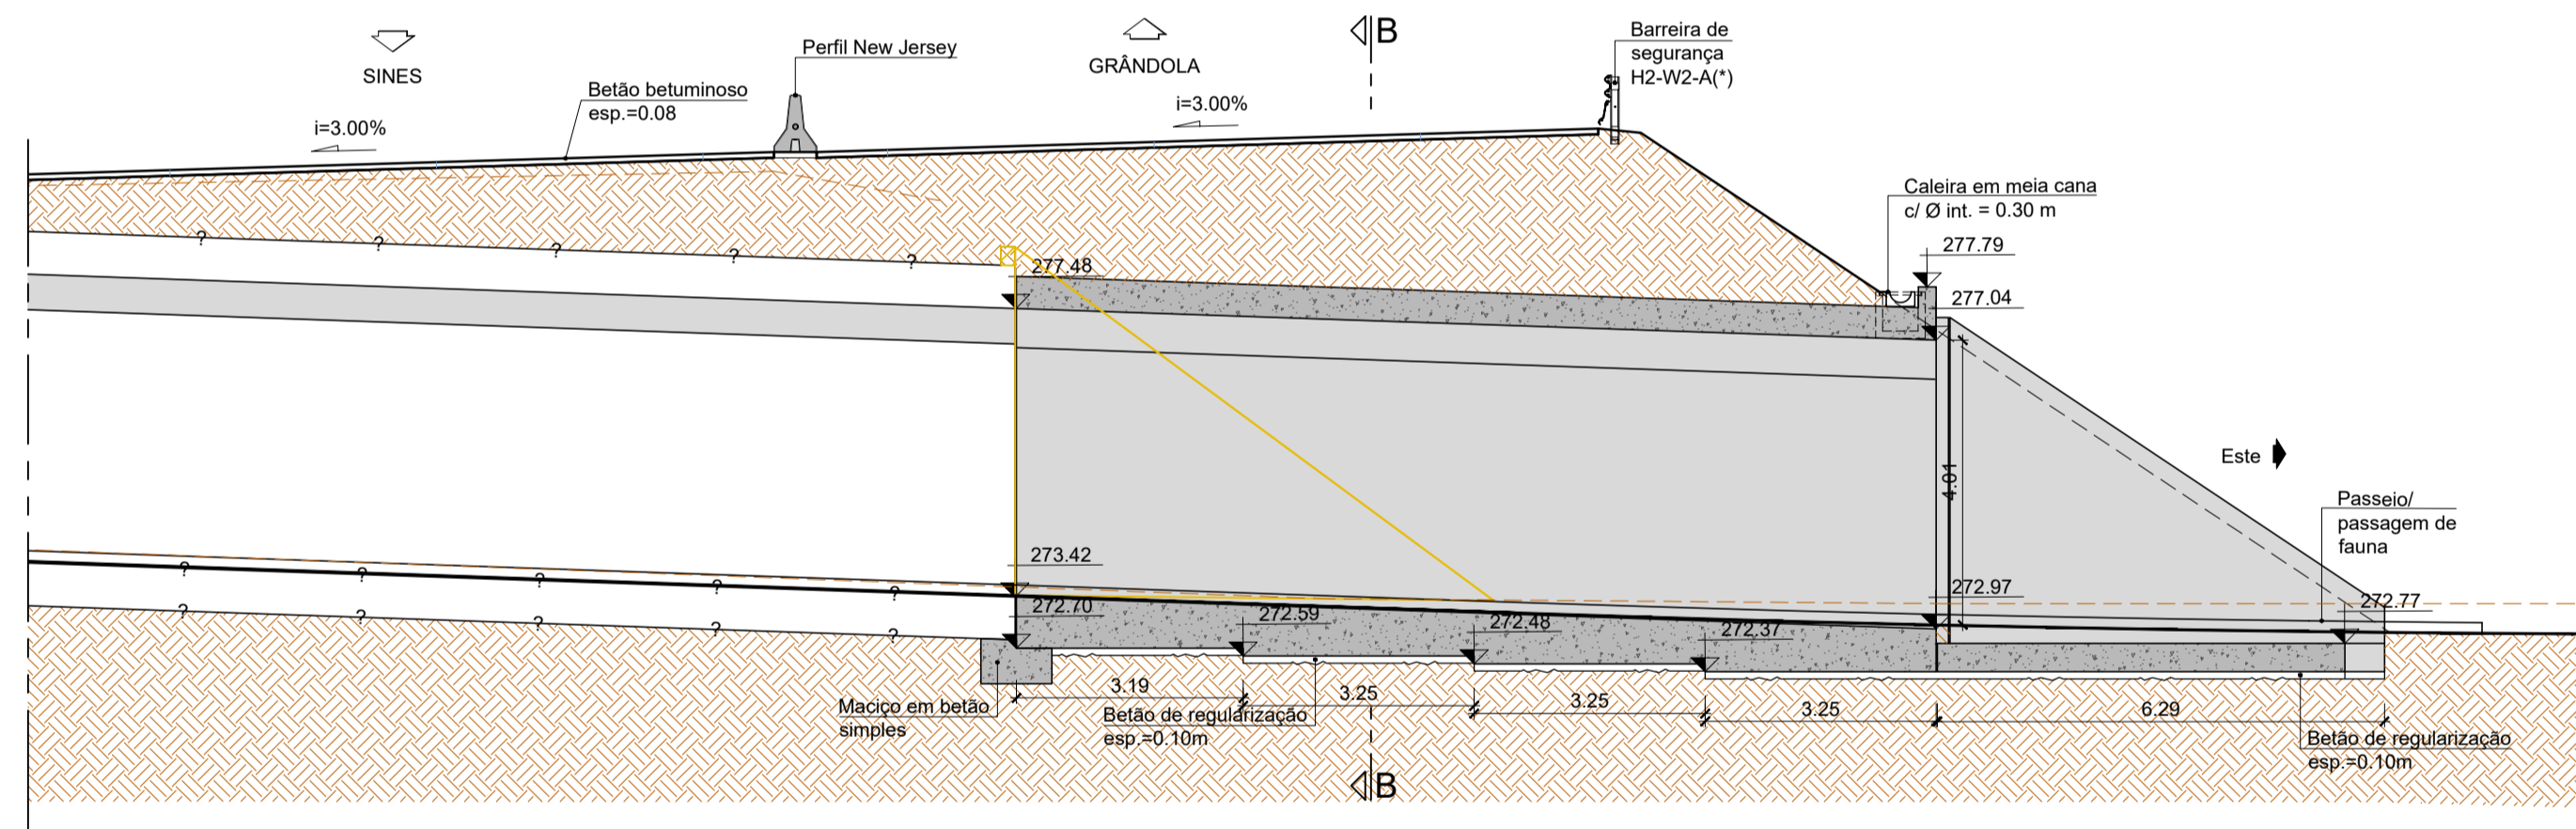 B
Barreira de
segurança
H2-W2-A(*)
Perfil New Jersey
SINES
GRÂNDOLA
Betão betuminoso
esp.=0.08
i=3.00%
i=3.00%
Caleira em meia cana
c/ Ø int. = 0.30 m
277.79
? ? ? ? ?
277.48
277.04
Este
4.01
Passeio/
passagem de
fauna
273.42
? ? ? ? ?
272.97
272.77
272.70
272.59
272.48
272.37
? ? ? ? ?
3.19
3.25
3.25
3.25
6.29
Maciço em betão
simples
Betão de regularização
esp.=0.10m
Betão de regularização
esp.=0.10m
B